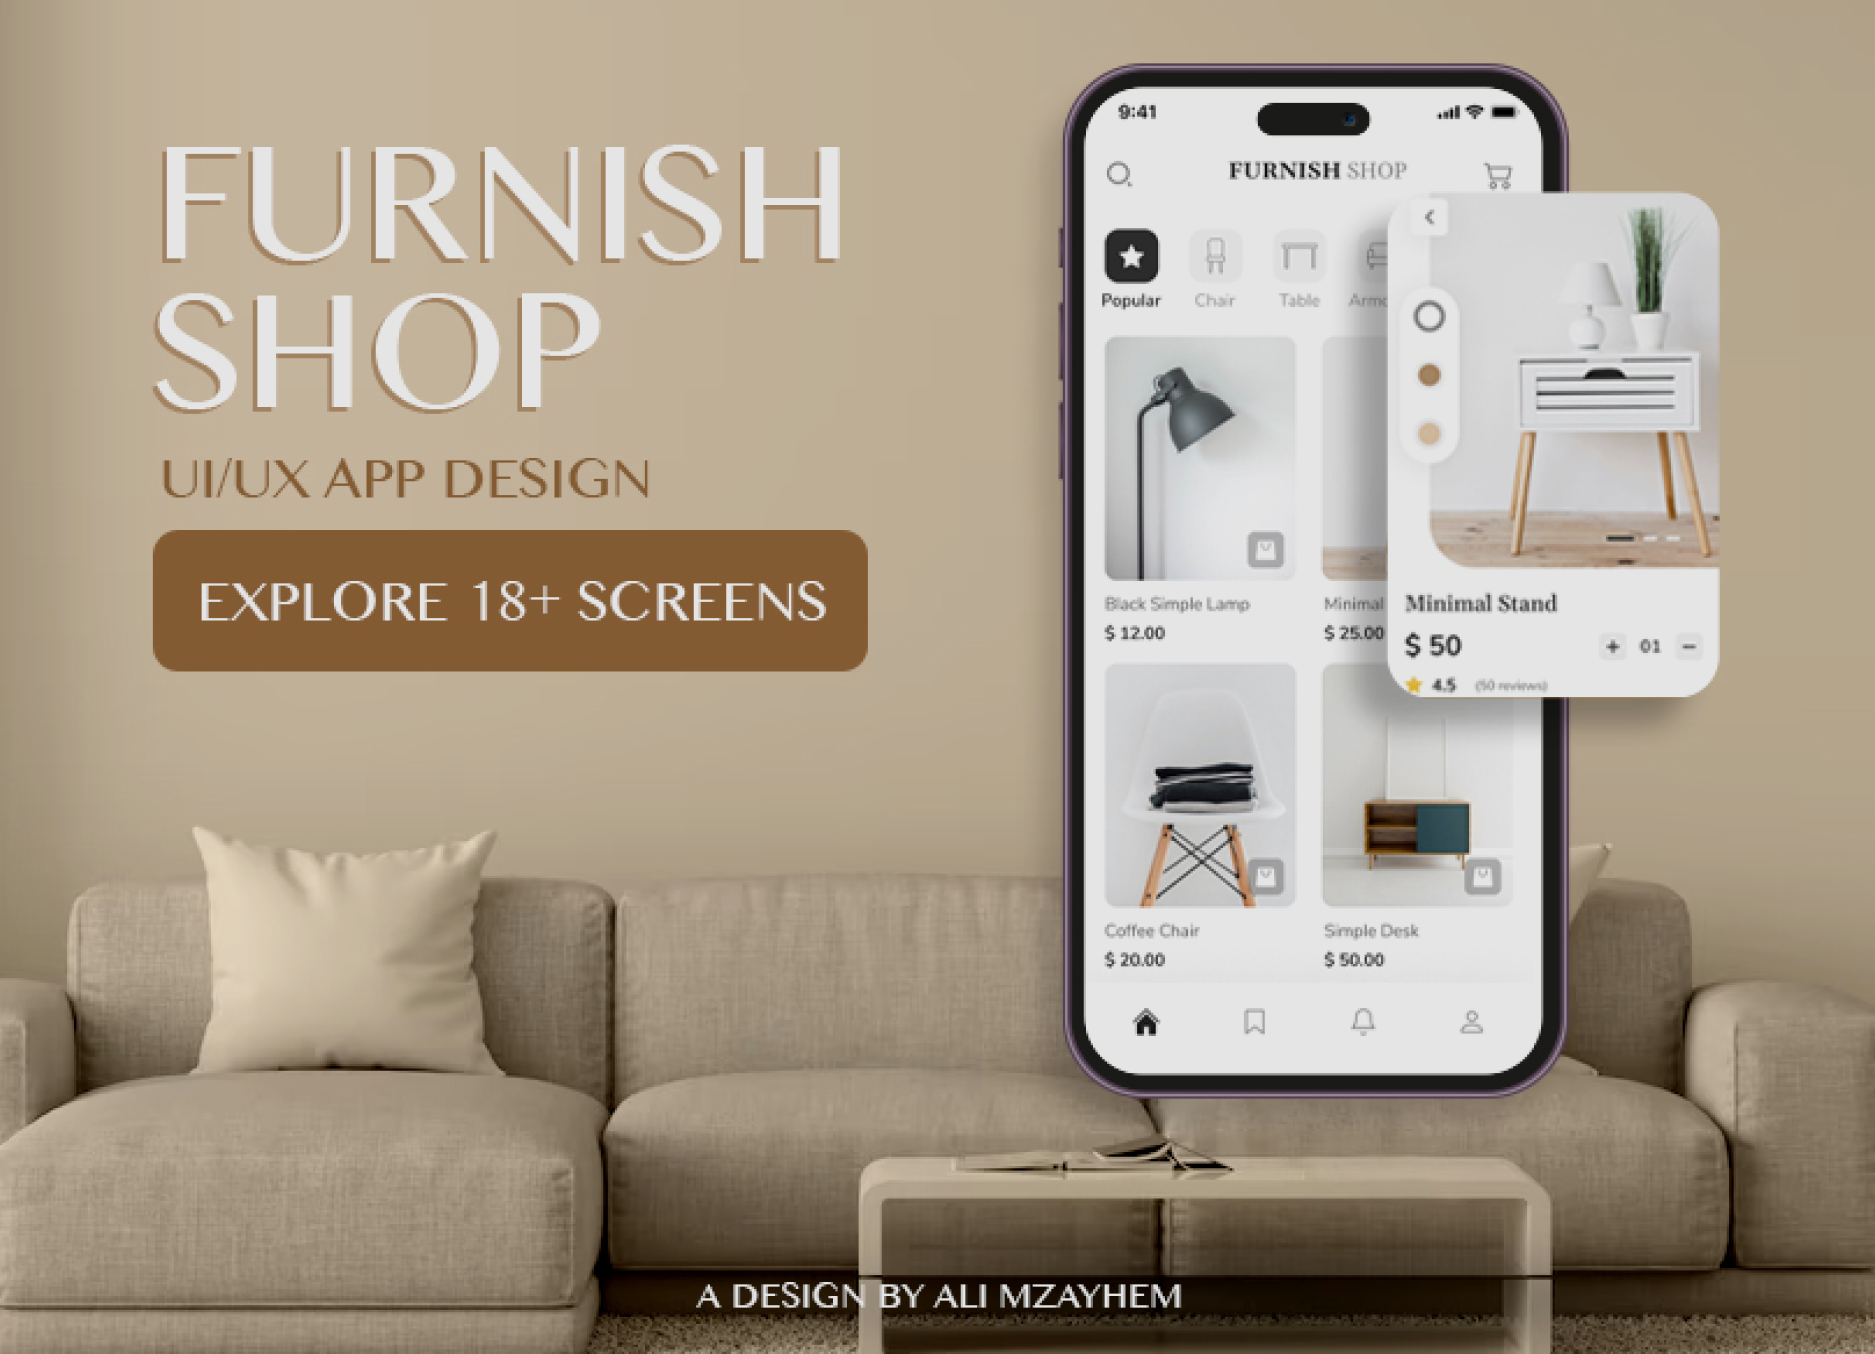 FURNISH
SHOP
UI/UX APP DESIGN
EXPLORE 18+ SCREENS
9:41
FURNISH SHOP
Popular
Chair
Table
Black Simple Lamp
$ 12.00
Minimal
$ 25.00
Minimal Stand
$ 50
+ 01 −
4.5 (50 reviews)
Coffee Chair
$ 20.00
Simple Desk
$ 50.00
A DESIGN BY ALI MZAYHEM